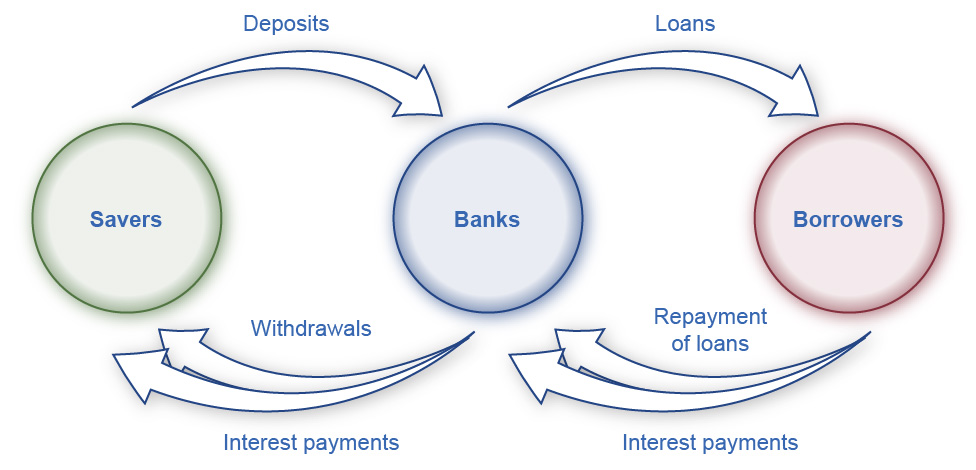 Deposits
Loans
Savers
Banks
Borrowers
Withdrawals
Repayment
of loans
Interest payments
Interest payments